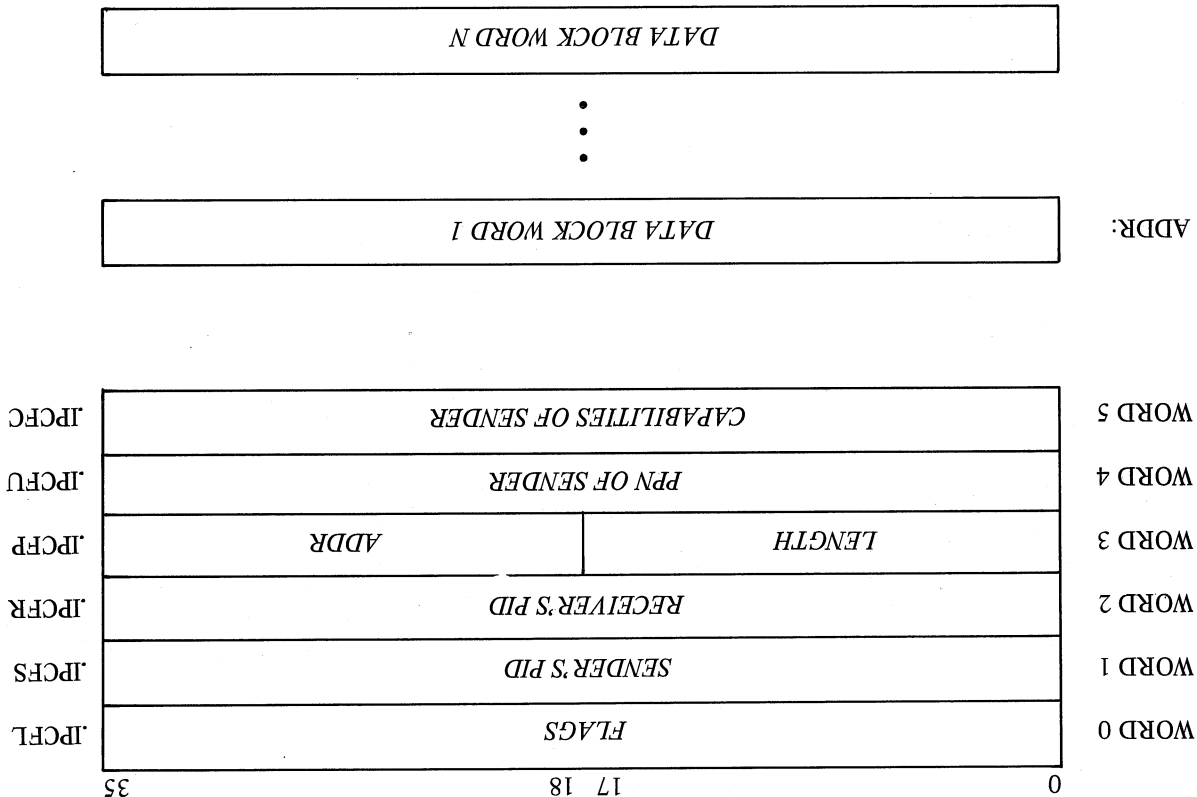 0 17 18 35
WORD 0 FLAGS .IPCFL
WORD 1 SENDER'S PID .IPCFS
WORD 2 RECEIVER'S PID .IPCFR
WORD 3 LENGTH ADDR .IPCFP
WORD 4 PPN OF SENDER .IPCFU
WORD 5 CAPABILITIES OF SENDER .IPCFC
ADDR: DATA BLOCK WORD 1
DATA BLOCK WORD N